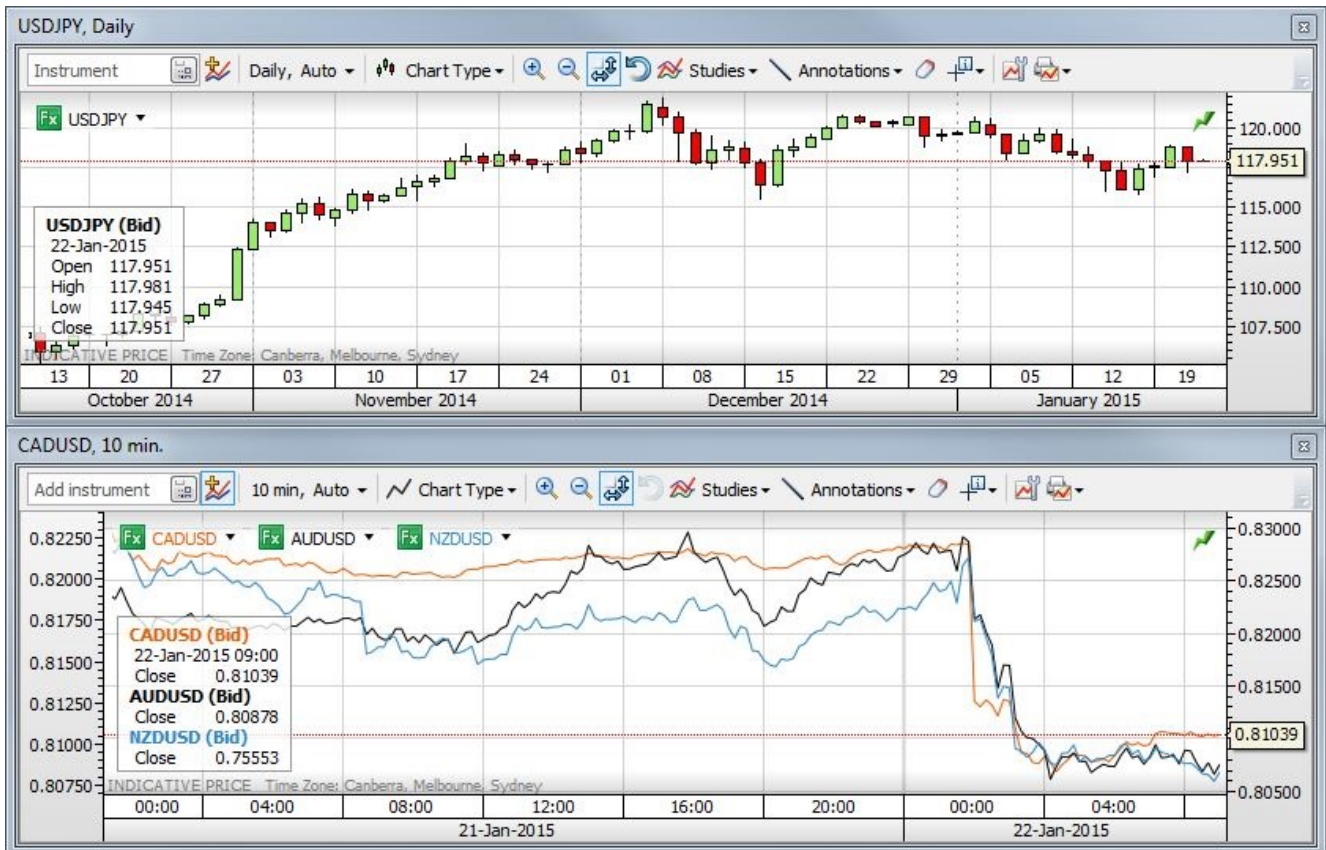 USDJPY, Daily
Instrument Daily, Auto Chart Type Studies Annotations
Fx USDJPY
120.000
117.951
115.000
112.500
110.000
107.500
USDJPY (Bid)
22-Jan-2015
Open 117.951
High 117.981
Low 117.945
Close 117.951
INDICATIVE PRICE Time Zone: Canberra, Melbourne, Sydney
13 20 27 03 10 17 24 01 08 15 22 29 05 12 19
October 2014 November 2014 December 2014 January 2015
CADUSD, 10 min.
Add instrument 10 min, Auto Chart Type Studies Annotations
Fx CADUSD Fx AUDUSD Fx NZDUSD
0.82250
0.82000
0.81750
0.81500
0.81250
0.81000
0.80750
0.83000
0.82500
0.82000
0.81500
0.81039
0.80500
CADUSD (Bid)
22-Jan-2015 09:00
Close 0.81039
AUDUSD (Bid)
Close 0.80878
NZDUSD (Bid)
Close 0.75553
INDICATIVE PRICE Time Zone: Canberra, Melbourne, Sydney
00:00 04:00 08:00 12:00 16:00 20:00 00:00 04:00
21-Jan-2015 22-Jan-2015